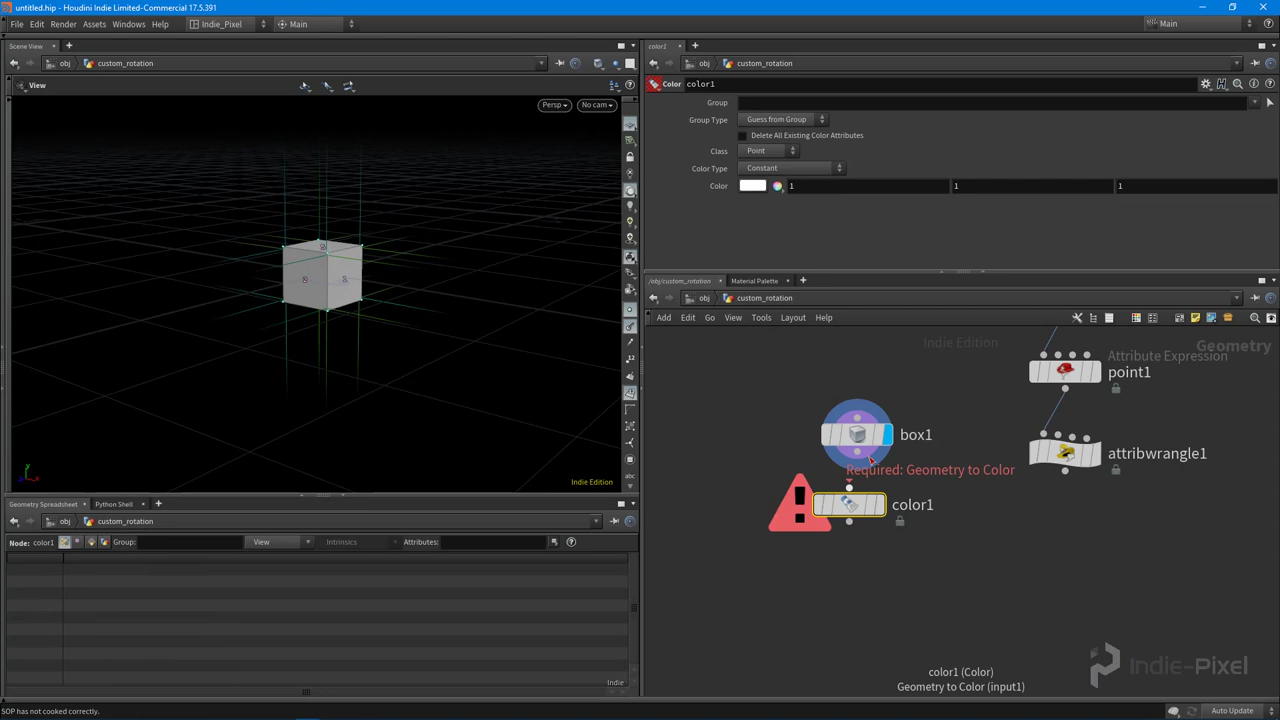 untitled.hip - Houdini Indie Limited-Commercial 17.5.391
File Edit Render Assets Windows Help Indie_Pixel Main Main
Scene View
obj custom_rotation
View
Persp No cam
Indie Edition
Geometry Spreadsheet Python Shell
obj custom_rotation
Node: color1 Group: View Intrinsics Attributes:
Indie
SOP has not cooked correctly.
color1
obj custom_rotation
Color color1
Group
Group Type Guess from Group
Delete All Existing Color Attributes
Class Point
Color Type Constant
Color 1 1 1
/obj/custom_rotation Material Palette
obj custom_rotation
Add Edit Go View Tools Layout Help
Indie Edition
Geometry
Attribute Expression
point1
box1
attribwrangle1
Required: Geometry to Color
color1
Indie-Pixel
color1 (Color)
Geometry to Color (input1)
Auto Update